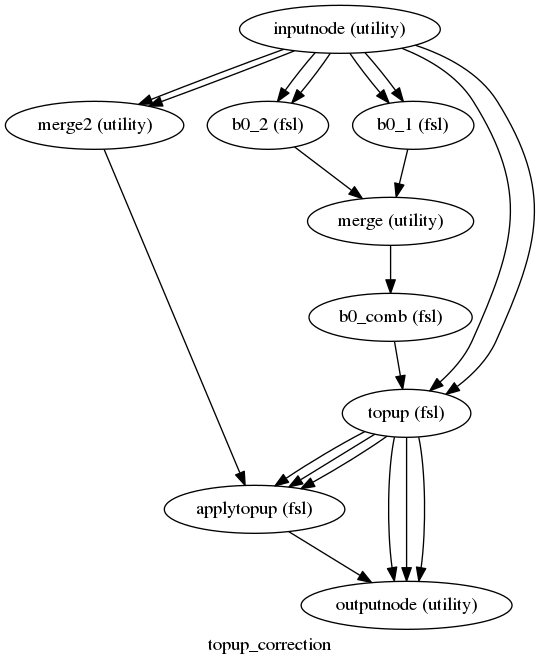 inputnode (utility)
merge2 (utility)
b0_2 (fsl)
b0_1 (fsl)
merge (utility)
b0_comb (fsl)
topup (fsl)
applytopup (fsl)
outputnode (utility)
topup_correction